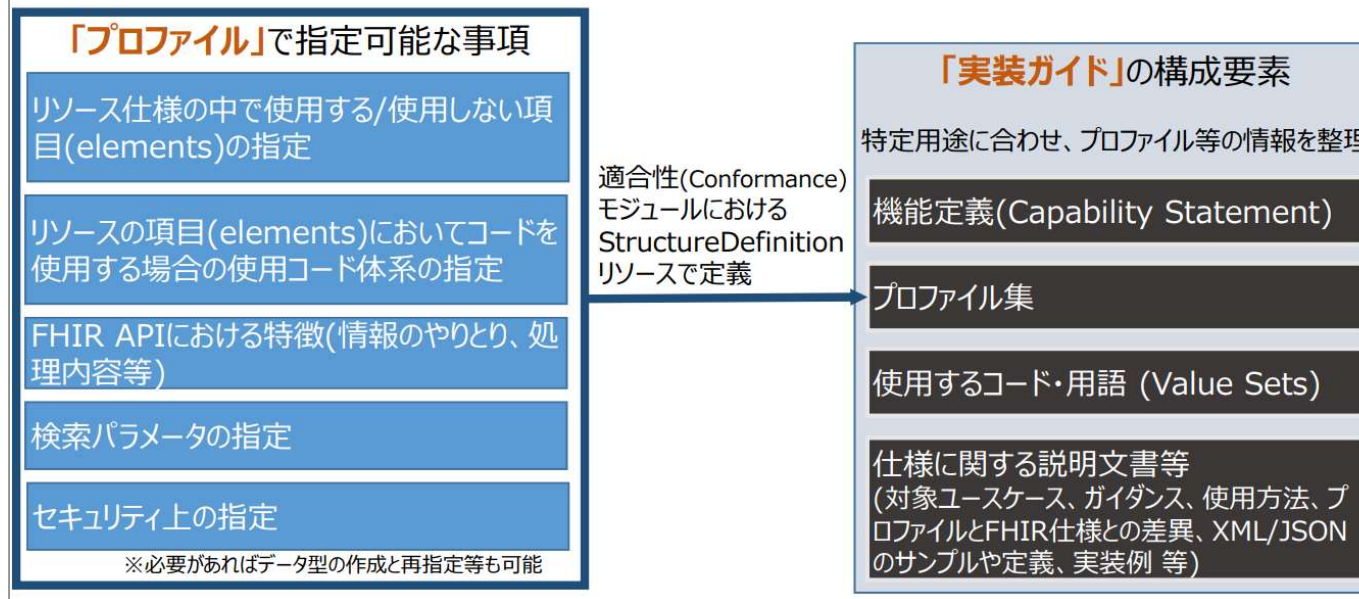 「プロファイル」で指定可能な事項
リソース仕様の中で使用する/使用しない項
目(elements)の指定
リソースの項目(elements)においてコードを
使用する場合の使用コード体系の指定
FHIR APIにおける特徴(情報のやりとり、処
理内容等)
検索パラメータの指定
セキュリティ上の指定
※必要があればデータ型の作成と再指定等も可能
適合性(Conformance)
モジュールにおける
StructureDefinition
リソースで定義
「実装ガイド」の構成要素
特定用途に合わせ、プロファイル等の情報を整理
機能定義(Capability Statement)
プロファイル集
使用するコード・用語 (Value Sets)
仕様に関する説明文書等
(対象ユースケース、ガイダンス、使用方法、プ
ロファイルとFHIR仕様との差異、XML/JSON
のサンプルや定義、実装例 等)